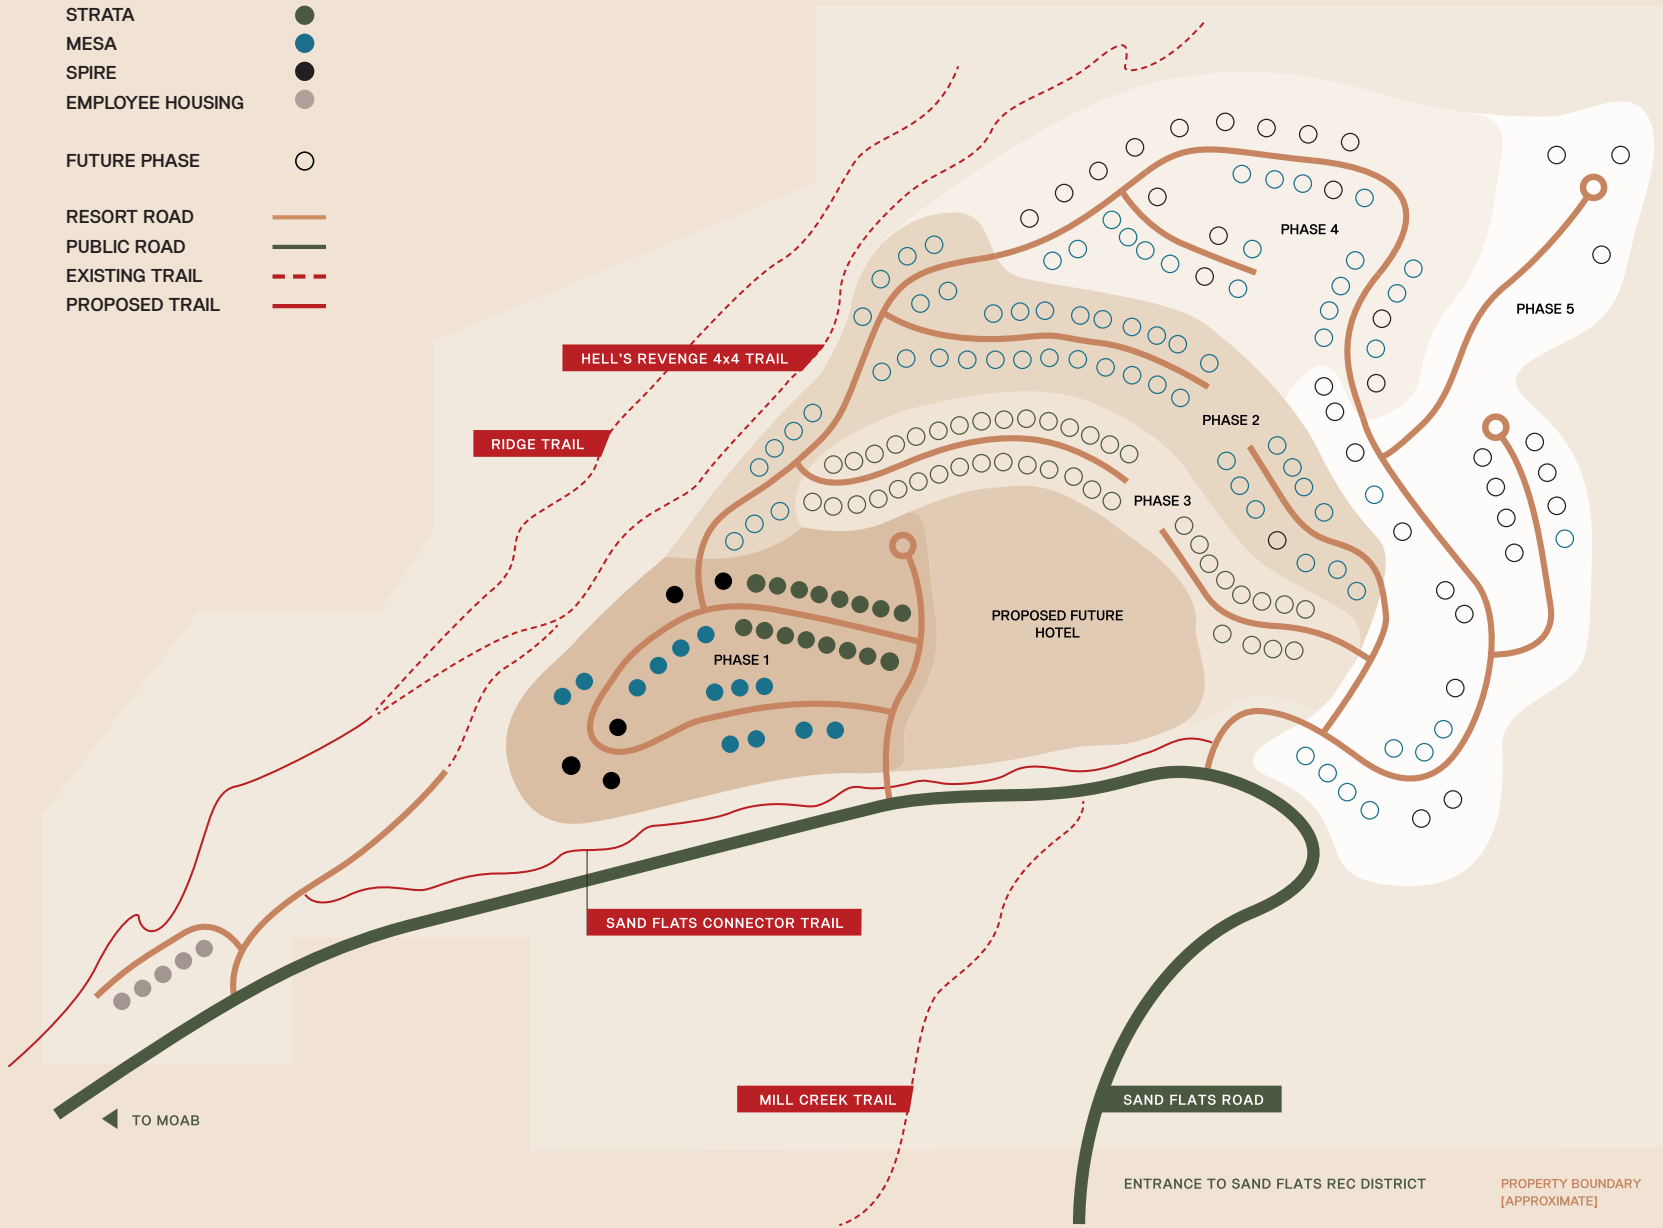 STRATA
MESA
SPIRE
EMPLOYEE HOUSING
FUTURE PHASE
RESORT ROAD
PUBLIC ROAD
EXISTING TRAIL
PROPOSED TRAIL
PHASE 4
PHASE 5
HELL'S REVENGE 4x4 TRAIL
PHASE 2
RIDGE TRAIL
PHASE 3
PROPOSED FUTURE
HOTEL
PHASE 1
SAND FLATS CONNECTOR TRAIL
MILL CREEK TRAIL
SAND FLATS ROAD
TO MOAB
ENTRANCE TO SAND FLATS REC DISTRICT
PROPERTY BOUNDARY
[APPROXIMATE]